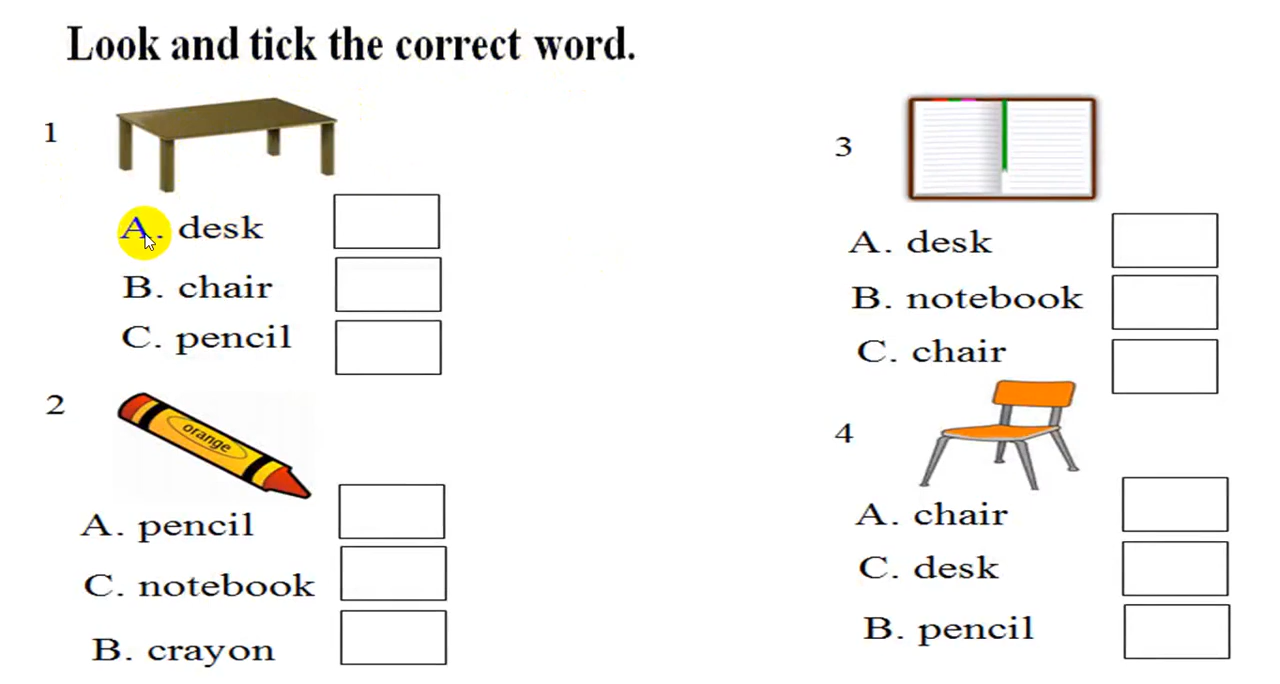 Look and tick the correct word.
1
A. desk
B. chair
C. pencil
2
orange
A. pencil
C. notebook
B. crayon
3
A. desk
B. notebook
C. chair
4
A. chair
C. desk
B. pencil